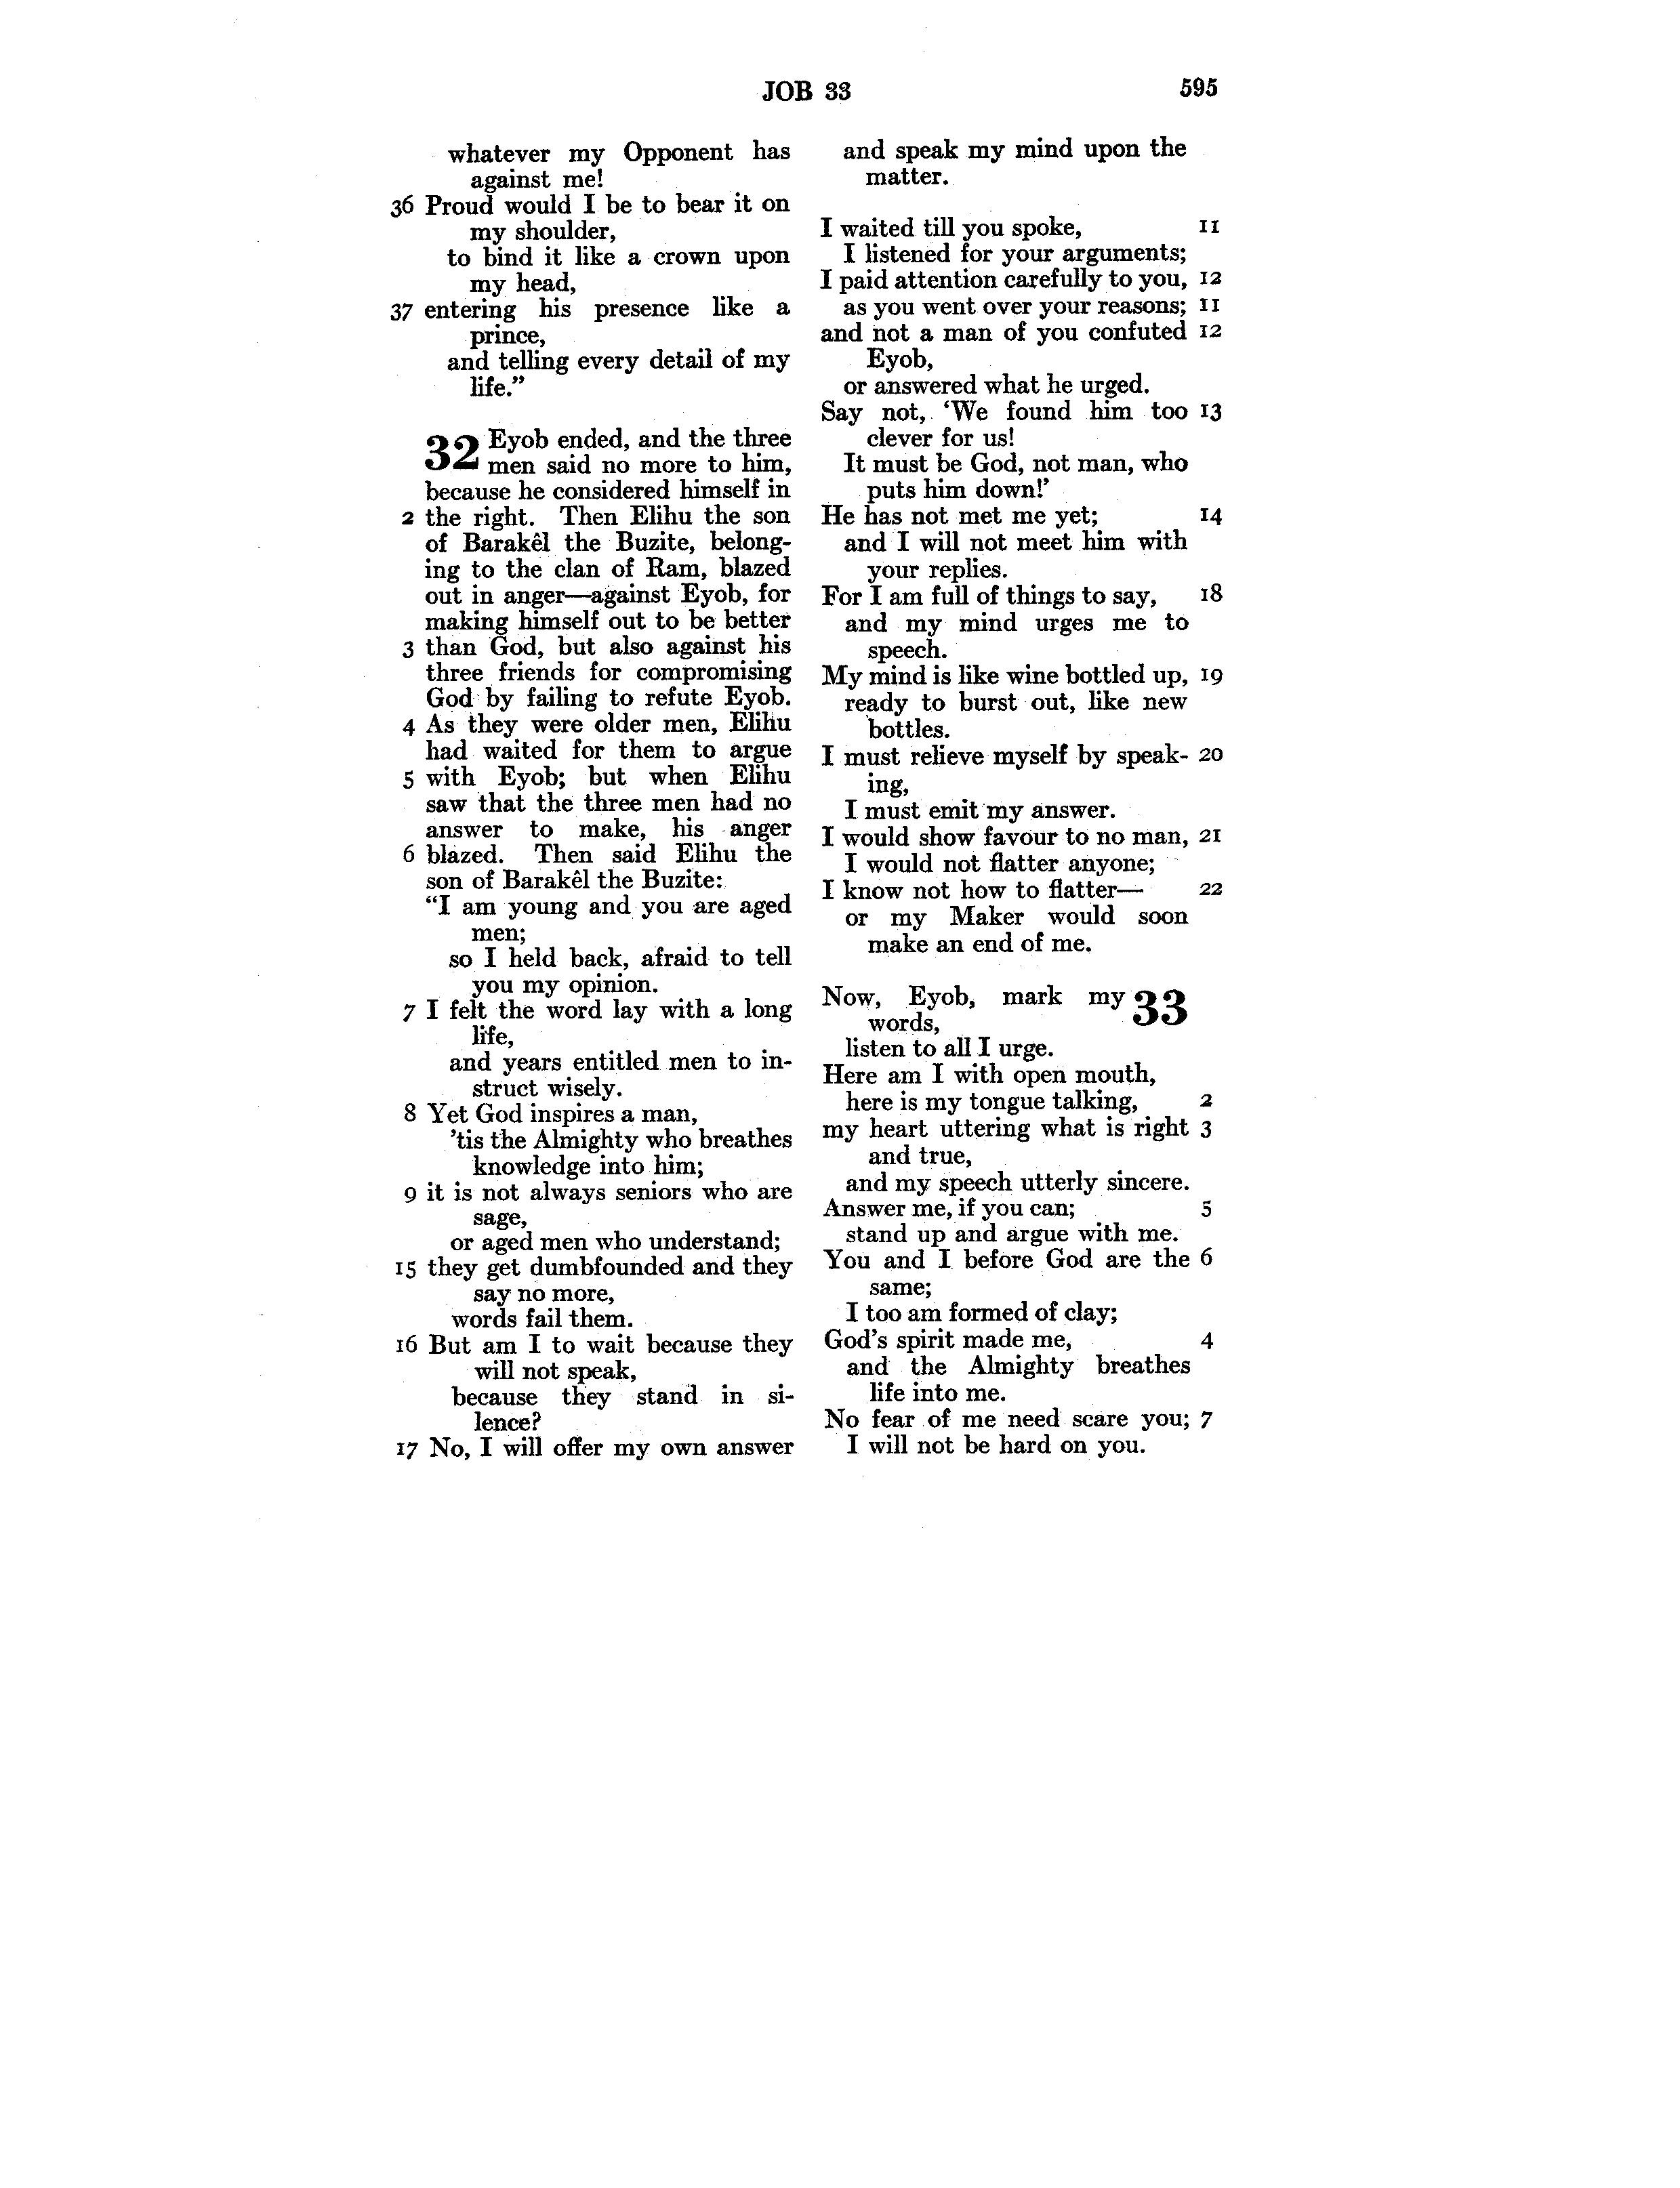 JOB 33 595
whatever my Opponent has
against me!
36 Proud would I be to bear it on
my shoulder,
to bind it like a crown upon
my head,
37 entering his presence like a
prince,
and telling every detail of my
life.”
32 Eyob ended, and the three
men said no more to him,
because he considered himself in
2 the right. Then Elihu the son
of Barakêl the Buzite, belong-
ing to the clan of Ram, blazed
out in anger—against Eyob, for
making himself out to be better
3 than God, but also against his
three friends for compromising
God by failing to refute Eyob.
4 As they were older men, Elihu
had waited for them to argue
5 with Eyob; but when Elihu
saw that the three men had no
answer to make, his anger
6 blazed. Then said Elihu the
son of Barakêl the Buzite:
“I am young and you are aged
men;
so I held back, afraid to tell
you my opinion.
7 I felt the word lay with a long
life,
and years entitled men to in-
struct wisely.
8 Yet God inspires a man,
’tis the Almighty who breathes
knowledge into him;
9 it is not always seniors who are
sage,
or aged men who understand;
15 they get dumbfounded and they
say no more,
words fail them.
16 But am I to wait because they
will not speak,
because they stand in si-
lence?
17 No, I will offer my own answer
and speak my mind upon the
matter.
I waited till you spoke, 11
I listened for your arguments;
I paid attention carefully to you, 12
as you went over your reasons; 11
and not a man of you confuted 12
Eyob,
or answered what he urged.
Say not, ‘We found him too 13
clever for us!
It must be God, not man, who
puts him down!’
He has not met me yet; 14
and I will not meet him with
your replies.
For I am full of things to say, 18
and my mind urges me to
speech.
My mind is like wine bottled up, 19
ready to burst out, like new
bottles.
I must relieve myself by speak- 20
ing,
I must emit my answer.
I would show favour to no man, 21
I would not flatter anyone;
I know not how to flatter— 22
or my Maker would soon
make an end of me.
Now, Eyob, mark my 33
words,
listen to all I urge.
Here am I with open mouth,
here is my tongue talking, 2
my heart uttering what is right 3
and true,
and my speech utterly sincere.
Answer me, if you can; 5
stand up and argue with me.
You and I before God are the 6
same;
I too am formed of clay;
God’s spirit made me, 4
and the Almighty breathes
life into me.
No fear of me need scare you; 7
I will not be hard on you.